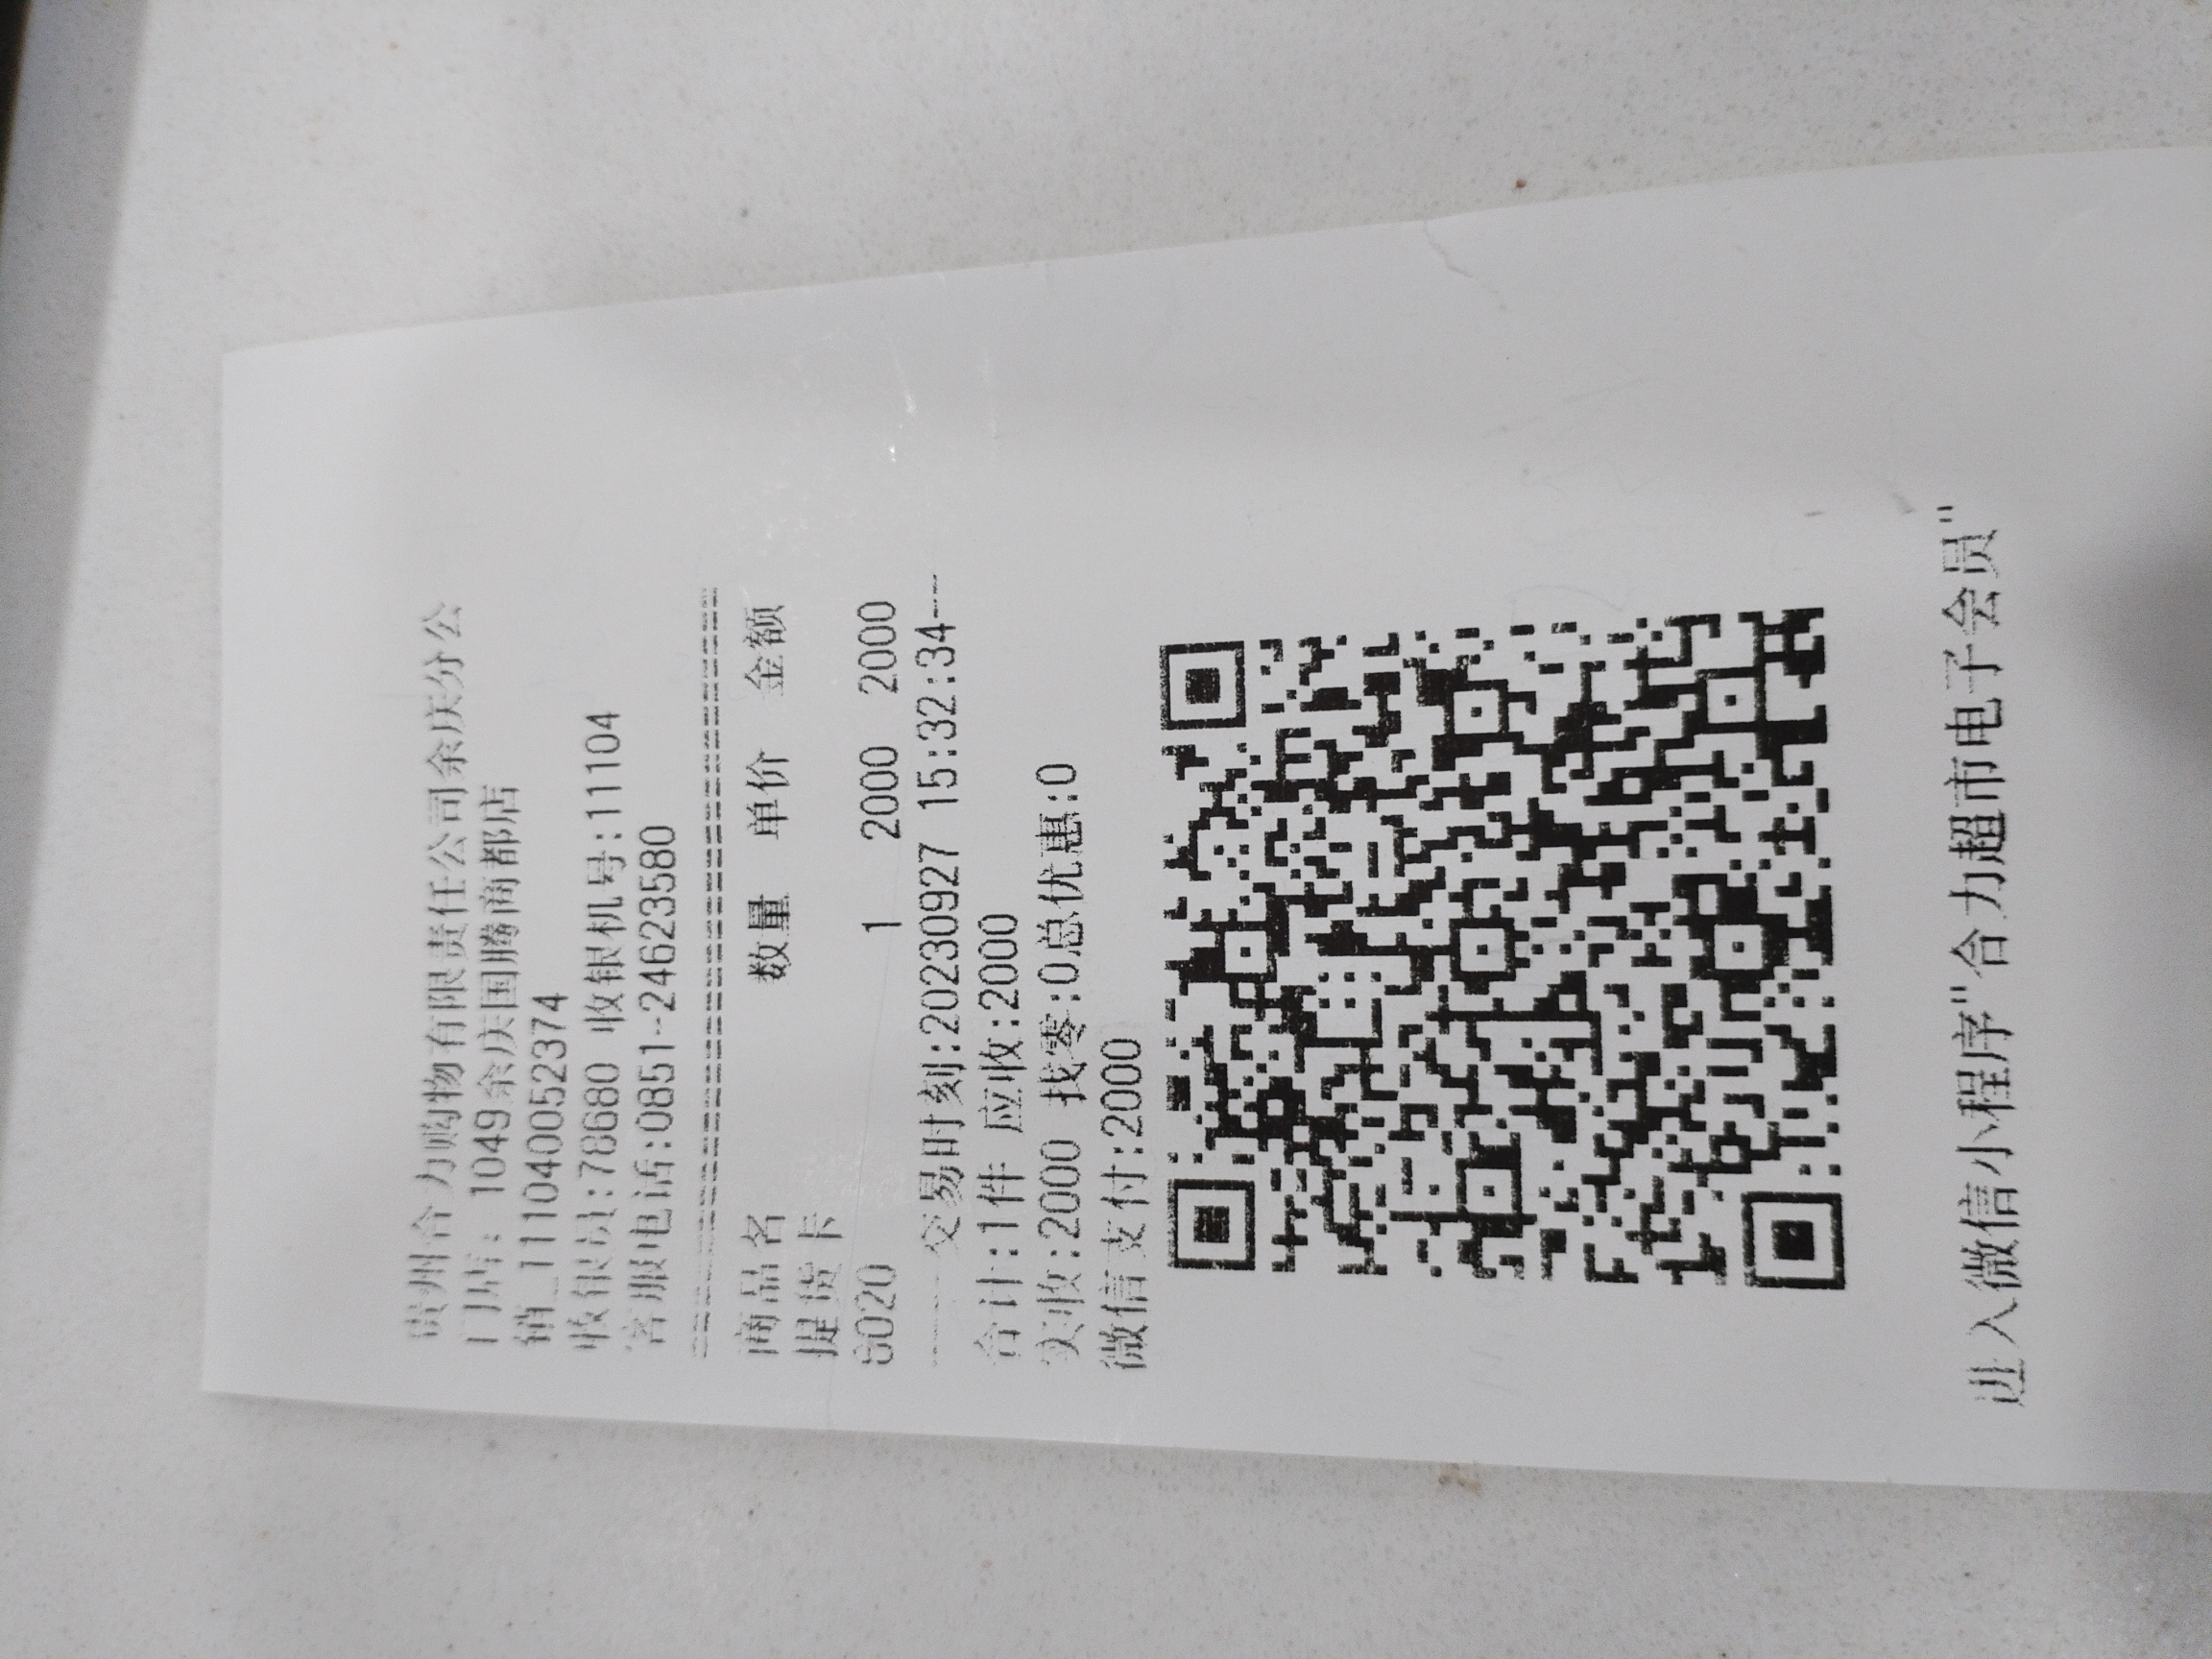 贵州合力购物有限责任公司余庆分公
门店: 1049余庆国腾商都店
销_111040052374
收银员:78680 收银机号:111104
客服电话:0851-24623580
商品名 数量 单价 金额
提货卡
8020 1 2000 2000
交易时刻:20230927 15:32:34
合计:1件 应收:2000
实收:2000 找零:0总优惠:0
微信支付:2000
进入微信小程序"合力超市电子会员"